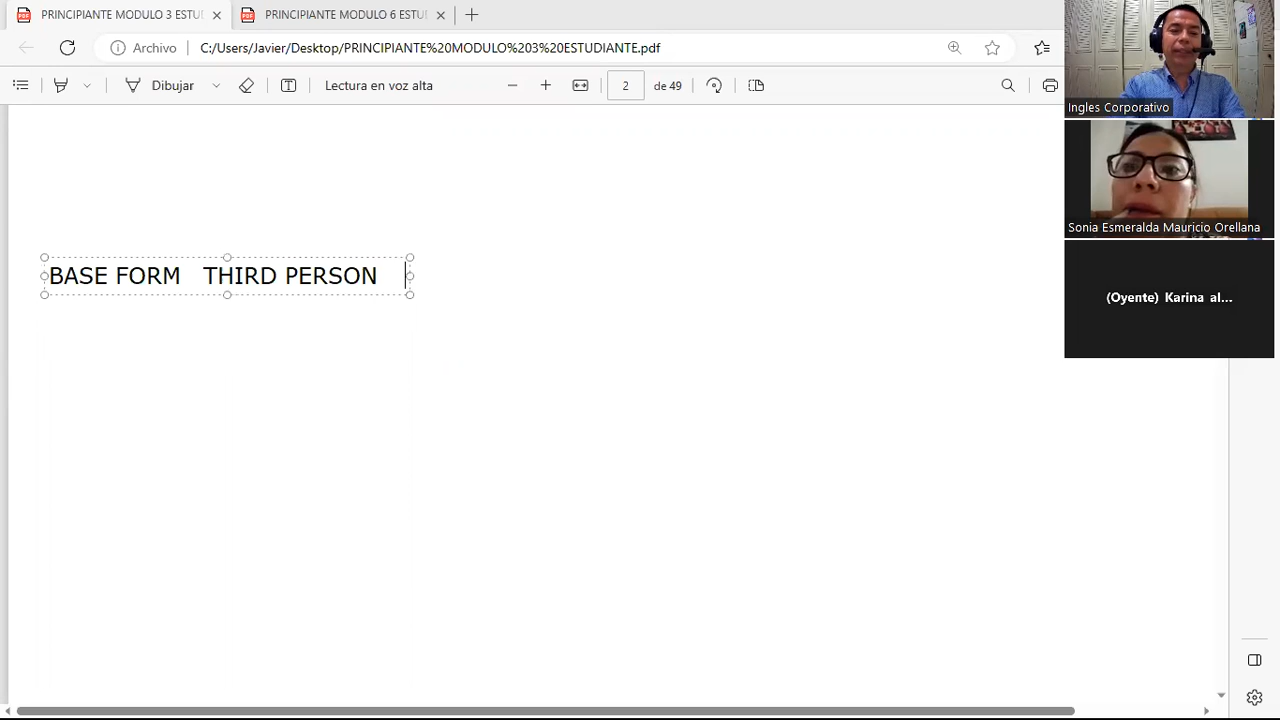 PRINCIPIANTE MODULO 3 ESTU
PRINCIPIANTE MODULO 6 ESTU
Archivo
C:/Users/Javier/Desktop/PRINCIPIANTE%20MODULO%203%20ESTUDIANTE.pdf
Dibujar
Lectura en voz alta
2
de 49
BASE FORM THIRD PERSON
Ingles Corporativo
Sonia Esmeralda Mauricio Orellana
(Oyente) Karina al...